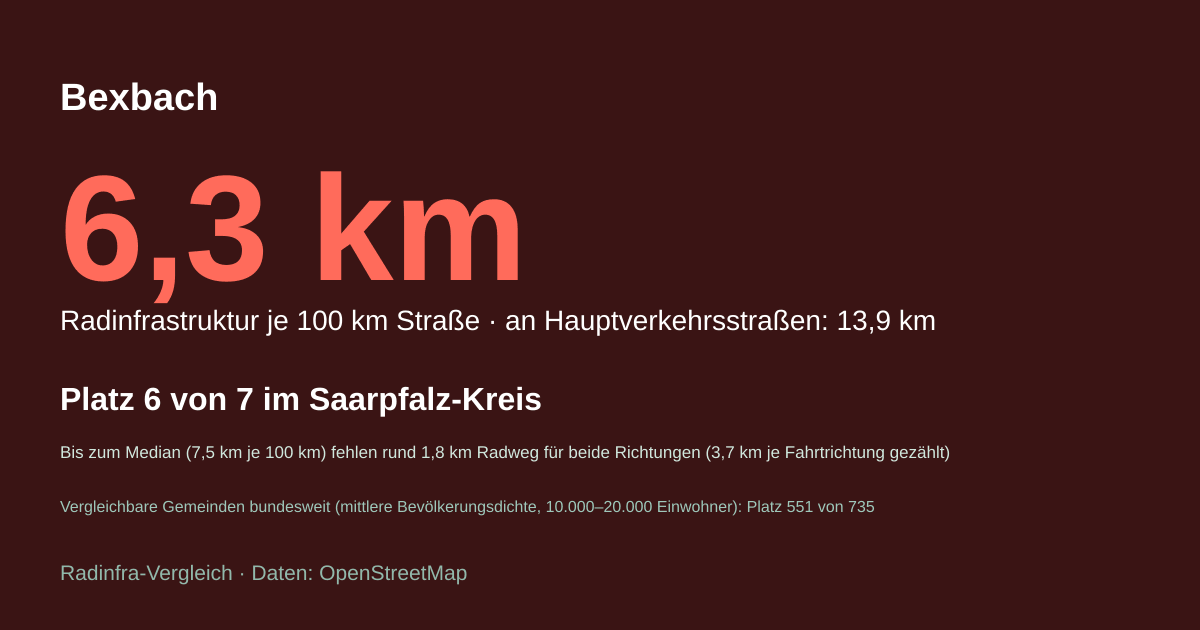 Bexbach
6,3 km
Radinfrastruktur je 100 km Straße · an Hauptverkehrsstraßen: 13,9 km
Platz 6 von 7 im Saarpfalz-Kreis
Bis zum Median (7,5 km je 100 km) fehlen rund 1,8 km Radweg für beide Richtungen (3,7 km je Fahrtrichtung gezählt)
Vergleichbare Gemeinden bundesweit (mittlere Bevölkerungsdichte, 10.000–20.000 Einwohner): Platz 551 von 735
Radinfra-Vergleich · Daten: OpenStreetMap